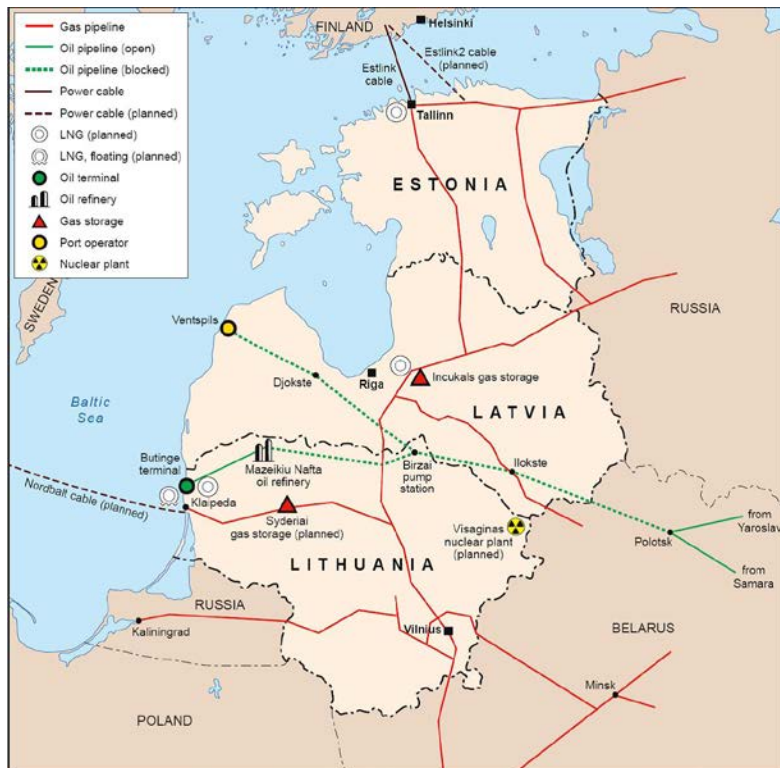 Gas pipeline
Oil pipeline (open)
Oil pipeline (blocked)
Power cable
Power cable (planned)
LNG (planned)
LNG, floating (planned)
Oil terminal
Oil refinery
Gas storage
Port operator
Nuclear plant
FINLAND
Helsinki
Estlink2 cable
(planned)
Estlink
cable
Tallinn
ESTONIA
SWEDEN
RUSSIA
Ventspils
Djokste
Riga
Incukals gas storage
LATVIA
Baltic
Sea
Butinge
terminal
Mazeikiu Nafta
oil refinery
Birzai
pump
station
Ilokste
Nordbalt cable (planned)
Klaipeda
Syderiai
gas storage (planned)
Visaginas
nuclear plant
(planned)
from
Yaroslav
Polotsk
from
Samara
LITHUANIA
RUSSIA
Kaliningrad
Vilnius
BELARUS
Minsk
POLAND